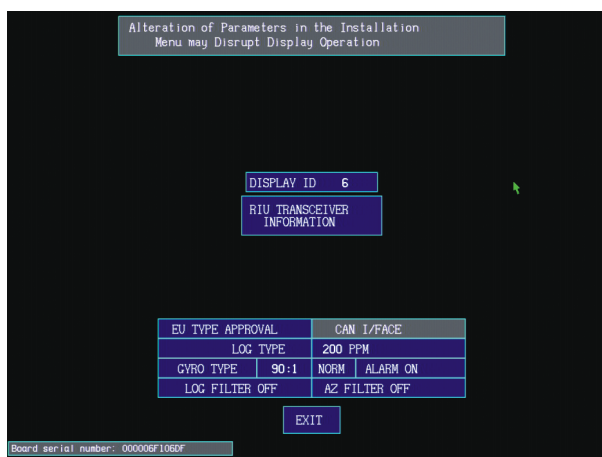 Alteration of Parameters in the Installation
Menu may Disrupt Display Operation
DISPLAY ID 6
RIU TRANSCEIVER
INFORMATION
EU TYPE APPROVAL CAN I/FACE
LOG TYPE 200 PPM
GYRO TYPE 90:1 NORM ALARM ON
LOG FILTER OFF AZ FILTER OFF
EXIT
Board serial number: 000006F106DF